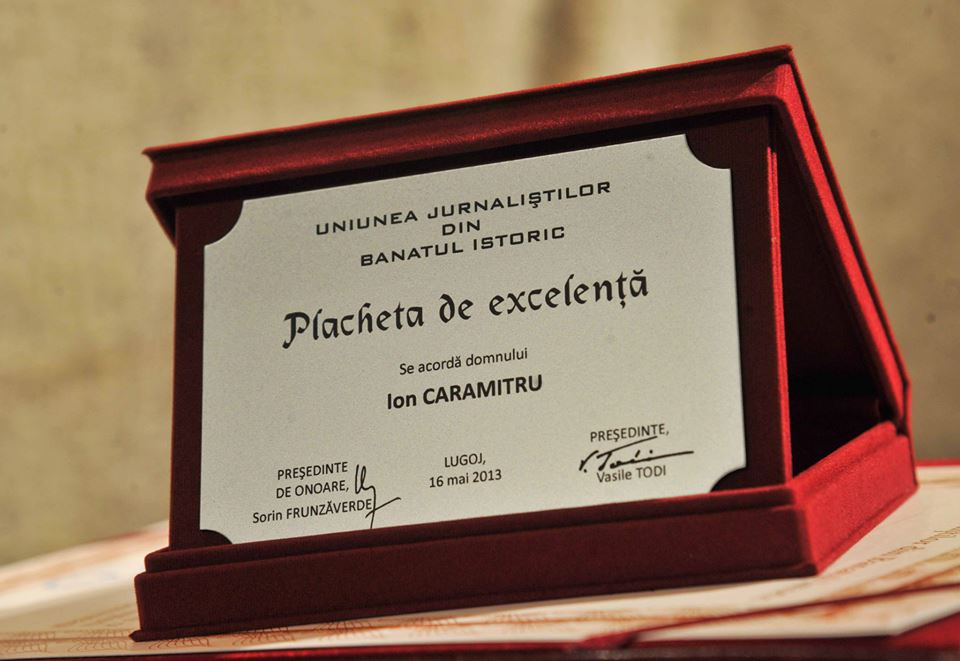 UNIUNEA JURNALIŞTILOR
DIN
BANATUL ISTORIC
Placheta de excelenţă
Se acordă domnului
Ion CARAMITRU
PREŞEDINTE
DE ONOARE,
Sorin FRUNZĂVERDE
LUGOJ,
16 mai 2013
PREŞEDINTE,
V. Todi
Vasile TODI